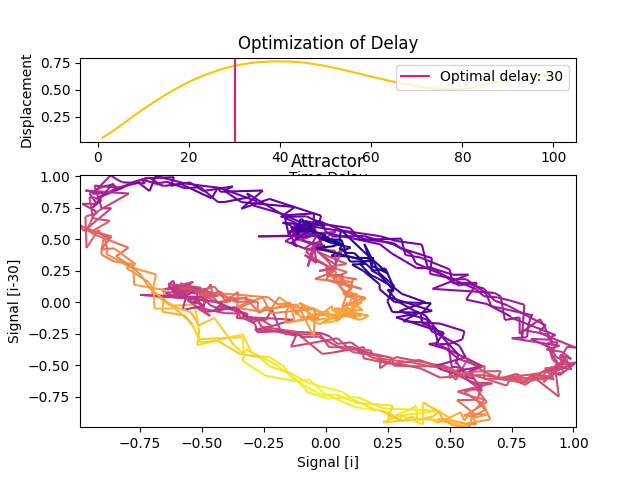 Optimization of Delay
Displacement
0.75
0.50
0.25
Optimal delay: 30
0 20 40 60 80 100
Attractor
Signal [i-30]
1.00
0.75
0.50
0.25
0.00
−0.25
−0.50
−0.75
−0.75 −0.50 −0.25 0.00 0.25 0.50 0.75 1.00
Signal [i]